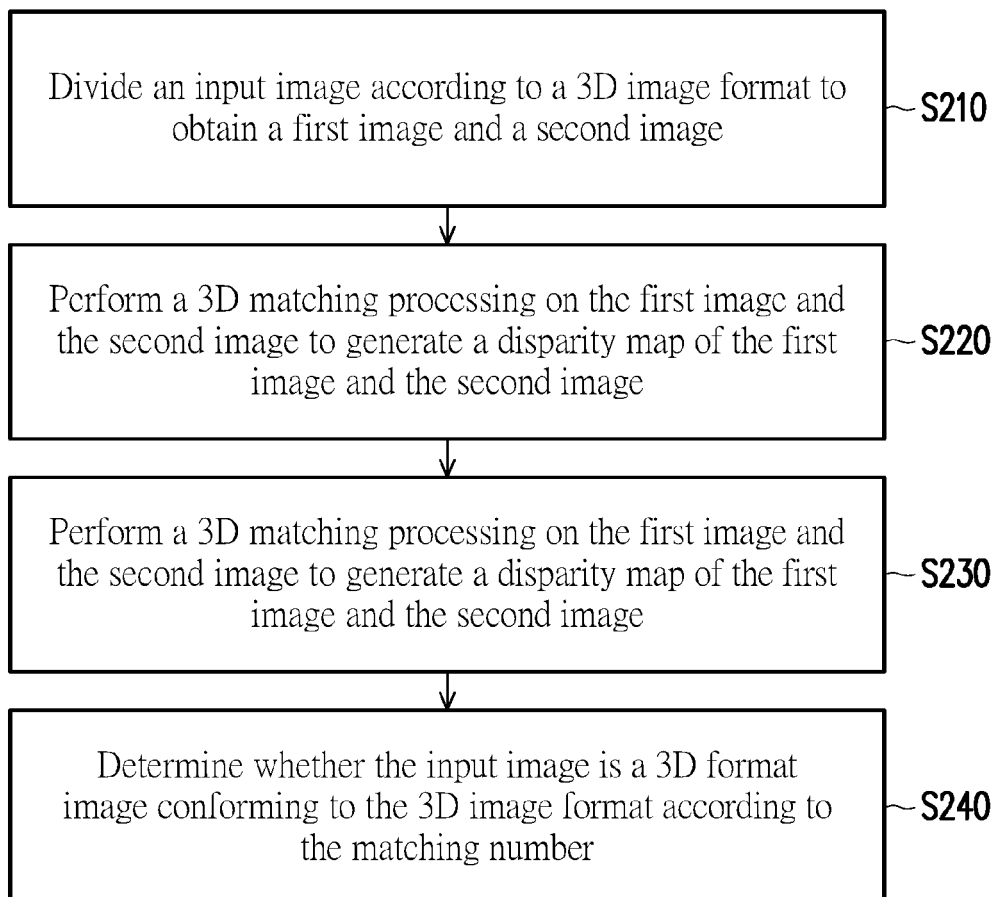 Divide an input image according to a 3D image format to
obtain a first image and a second image
S210
Perform a 3D matching processing on the first image and
the second image to generate a disparity map of the first
image and the second image
S220
Perform a 3D matching processing on the first image and
the second image to generate a disparity map of the first
image and the second image
S230
Determine whether the input image is a 3D format
image conforming to the 3D image format according to
the matching number
S240